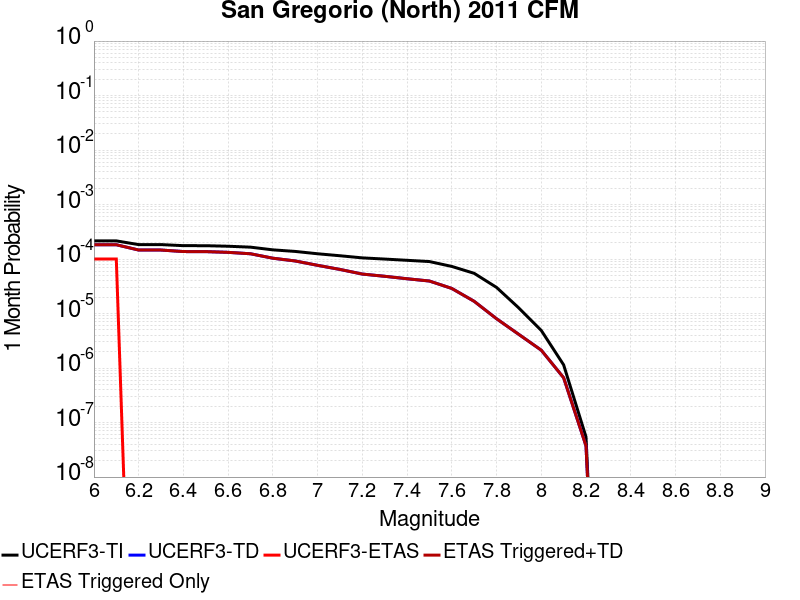 San Gregorio (North) 2011 CFM
10^0
10^-1
10^-2
10^-3
10^-4
10^-5
10^-6
10^-7
10^-8
1 Month Probability
6 6.2 6.4 6.6 6.8 7 7.2 7.4 7.6 7.8 8 8.2 8.4 8.6 8.8 9
Magnitude
UCERF3-TI UCERF3-TD UCERF3-ETAS ETAS Triggered+TD
ETAS Triggered Only